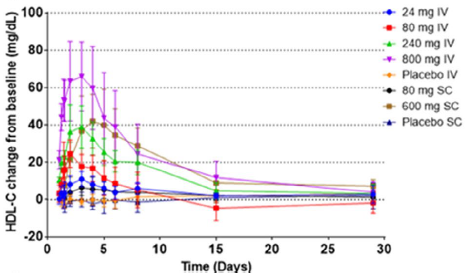 HDL-C change from baseline (mg/dL)
100
80
60
40
20
0
-20
0
5
10
15
20
25
30
Time (Days)
24 mg IV
80 mg IV
240 mg IV
800 mg IV
Placebo IV
80 mg SC
600 mg SC
Placebo SC